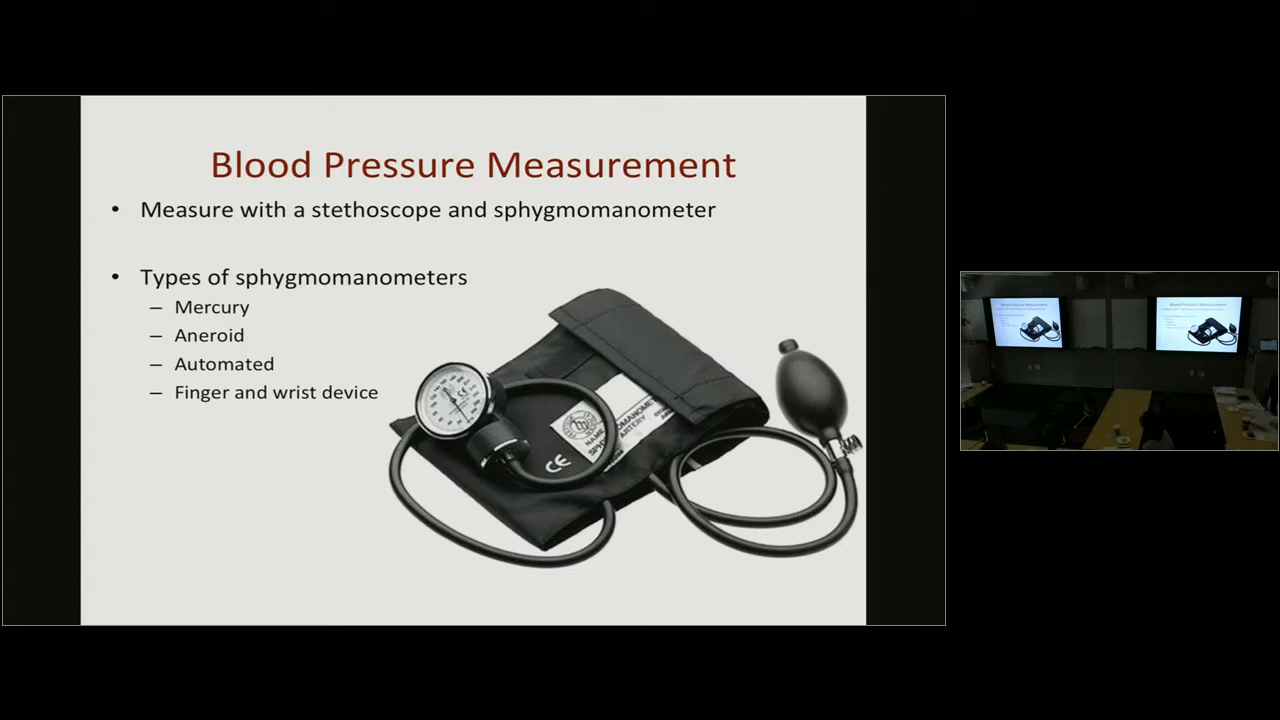 Blood Pressure Measurement
• Measure with a stethoscope and sphygmomanometer
• Types of sphygmomanometers
– Mercury
– Aneroid
– Automated
– Finger and wrist device
CE
ARTERY